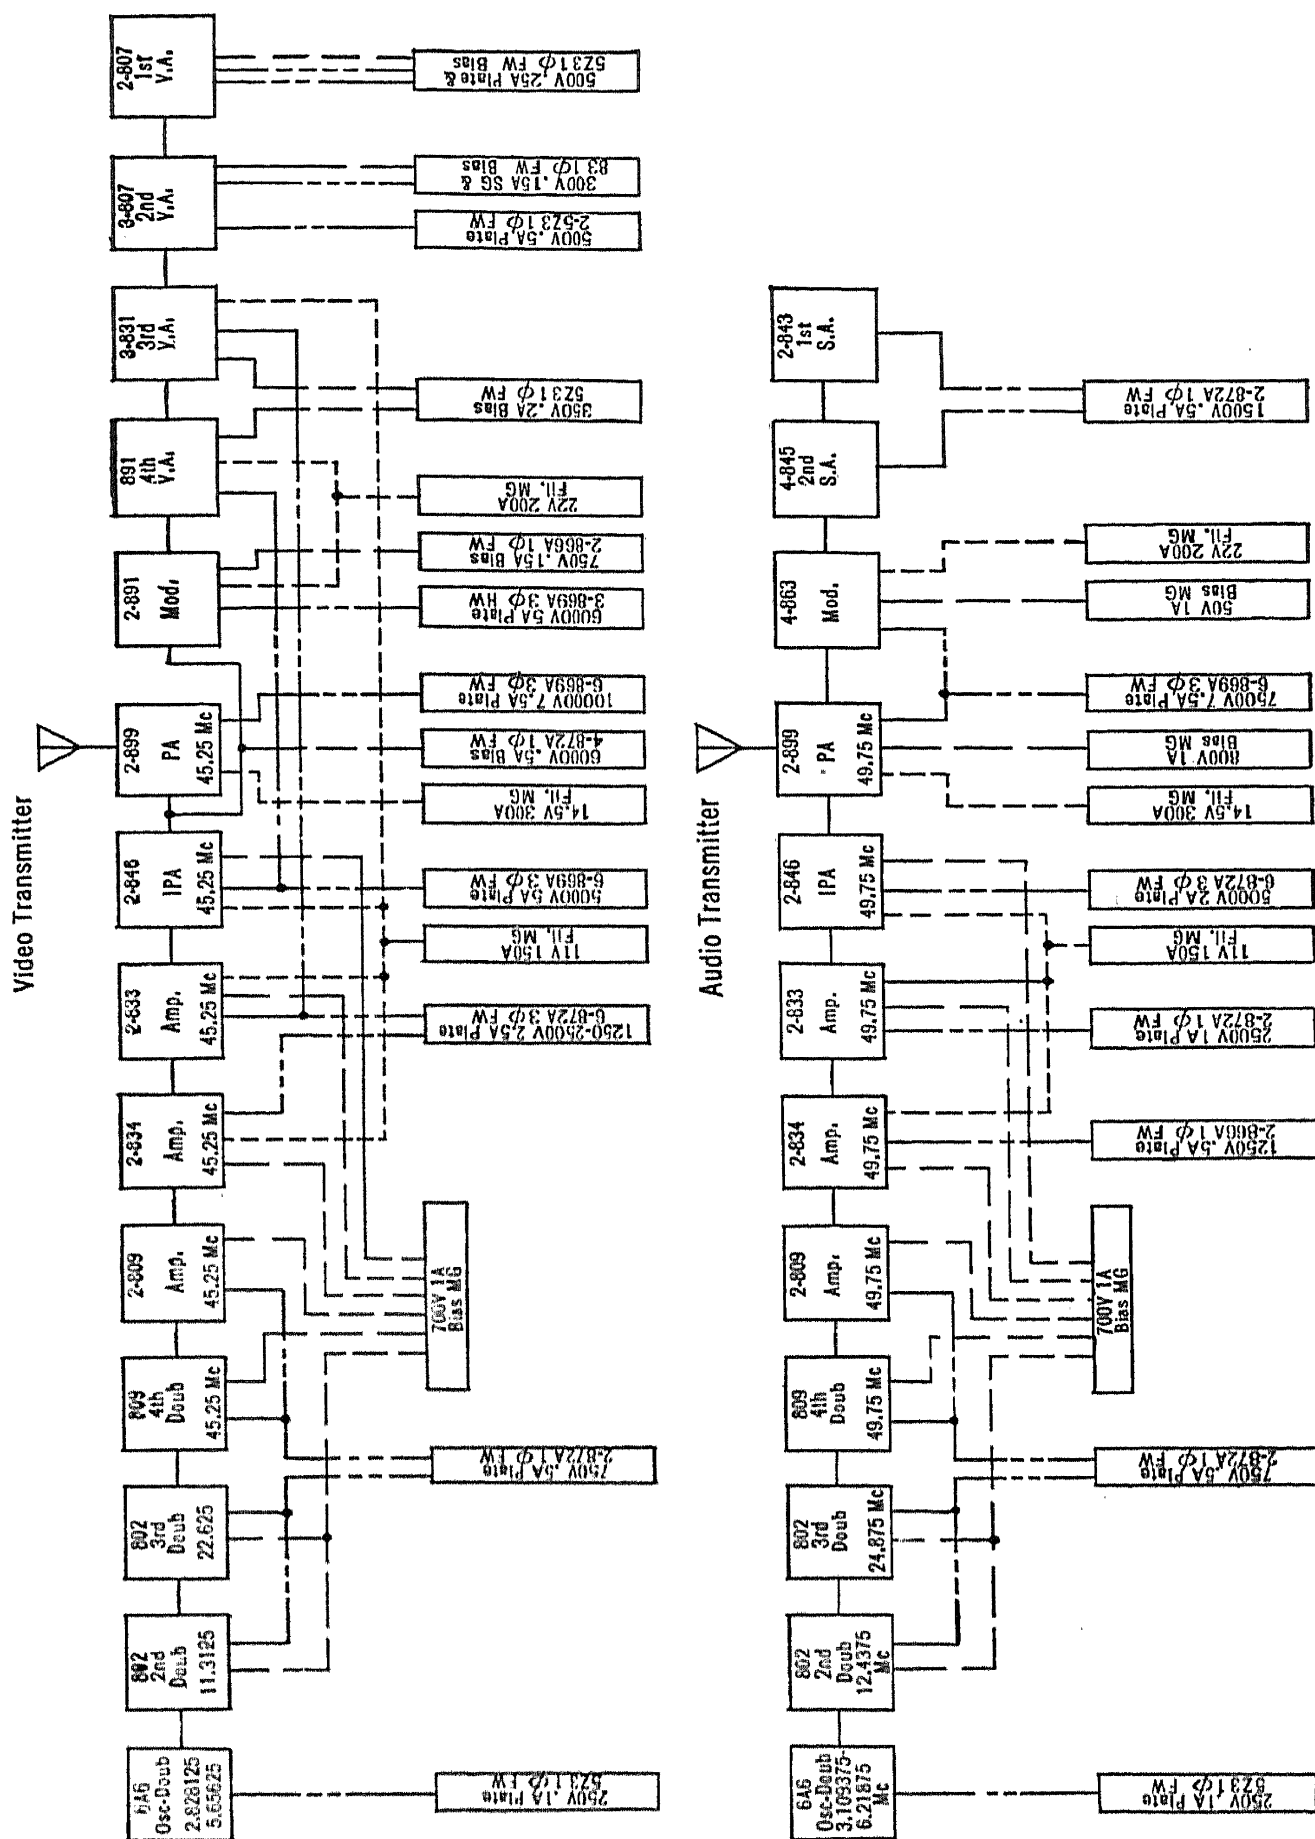 Video Transmitter
6A6
Osc-Doub
2.828125
5.65625
802
2nd
Doub
11.3125
802
3rd
Doub
22.625
809
4th
Doub
45.25 Mc
2-809
Amp.
45.25 Mc
2-834
Amp.
45.25 Mc
2-833
Amp.
45.25 Mc
2-846
IPA
45.25 Mc
2-899
PA
45.25 Mc
2-891
Mod.
891
4th
V.A.
3-831
3rd
V.A.
3-807
2nd
V.A.
2-807
1st
V.A.
250V .1A Plate
5Z3 1φ FW
750V .5A Plate
2-872A 1φ FW
700V 1A
Bias MG
1250-2500V 2.5A Plate
6-872A 3φ FW
11V 150A
Fil. MG
5000V 5A Plate
6-869A 3φ FW
14.5V 300A
Fil. MG
6000V .5A Bias
4-872A 1φ FW
10000V 7.5A Plate
6-869A 3φ FW
6000V 5A Plate
3-869A 3φ HW
750V .15A Bias
2-866A 1φ FW
22V 200A
Fil. MG
350V .2A Bias
5Z3 1φ FW
500V .5A Plate
2-5Z3 1φ FW
300V .15A SG &
83 1φ FW Bias
500V .25A Plate &
5Z3 1φ FW Bias
Audio Transmitter
6A6
Osc-Doub
3.109375-
6.21875
Mc
802
2nd
Doub
12.4375
Mc
802
3rd
Doub
24.875 Mc
809
4th
Doub
49.75 Mc
2-809
Amp.
49.75 Mc
2-834
Amp.
49.75 Mc
2-833
Amp.
49.75 Mc
2-846
IPA
49.75 Mc
2-899
PA
49.75 Mc
4-863
Mod.
4-845
2nd
S.A.
2-843
1st
S.A.
250V .1A Plate
5Z3 1φ FW
750V .5A Plate
2-872A 1φ FW
700V 1A
Bias MG
1250V .5A Plate
2-866A 1φ FW
2500V 1A Plate
2-872A 1φ FW
11V 150A
Fil. MG
5000V 2A Plate
6-872A 3φ FW
14.5V 300A
Fil. MG
800V 1A
Bias MG
7500V 7.5A Plate
6-869A 3φ FW
50V 1A
Bias MG
22V 200A
Fil. MG
1500V .5A Plate
2-872A 1φ FW